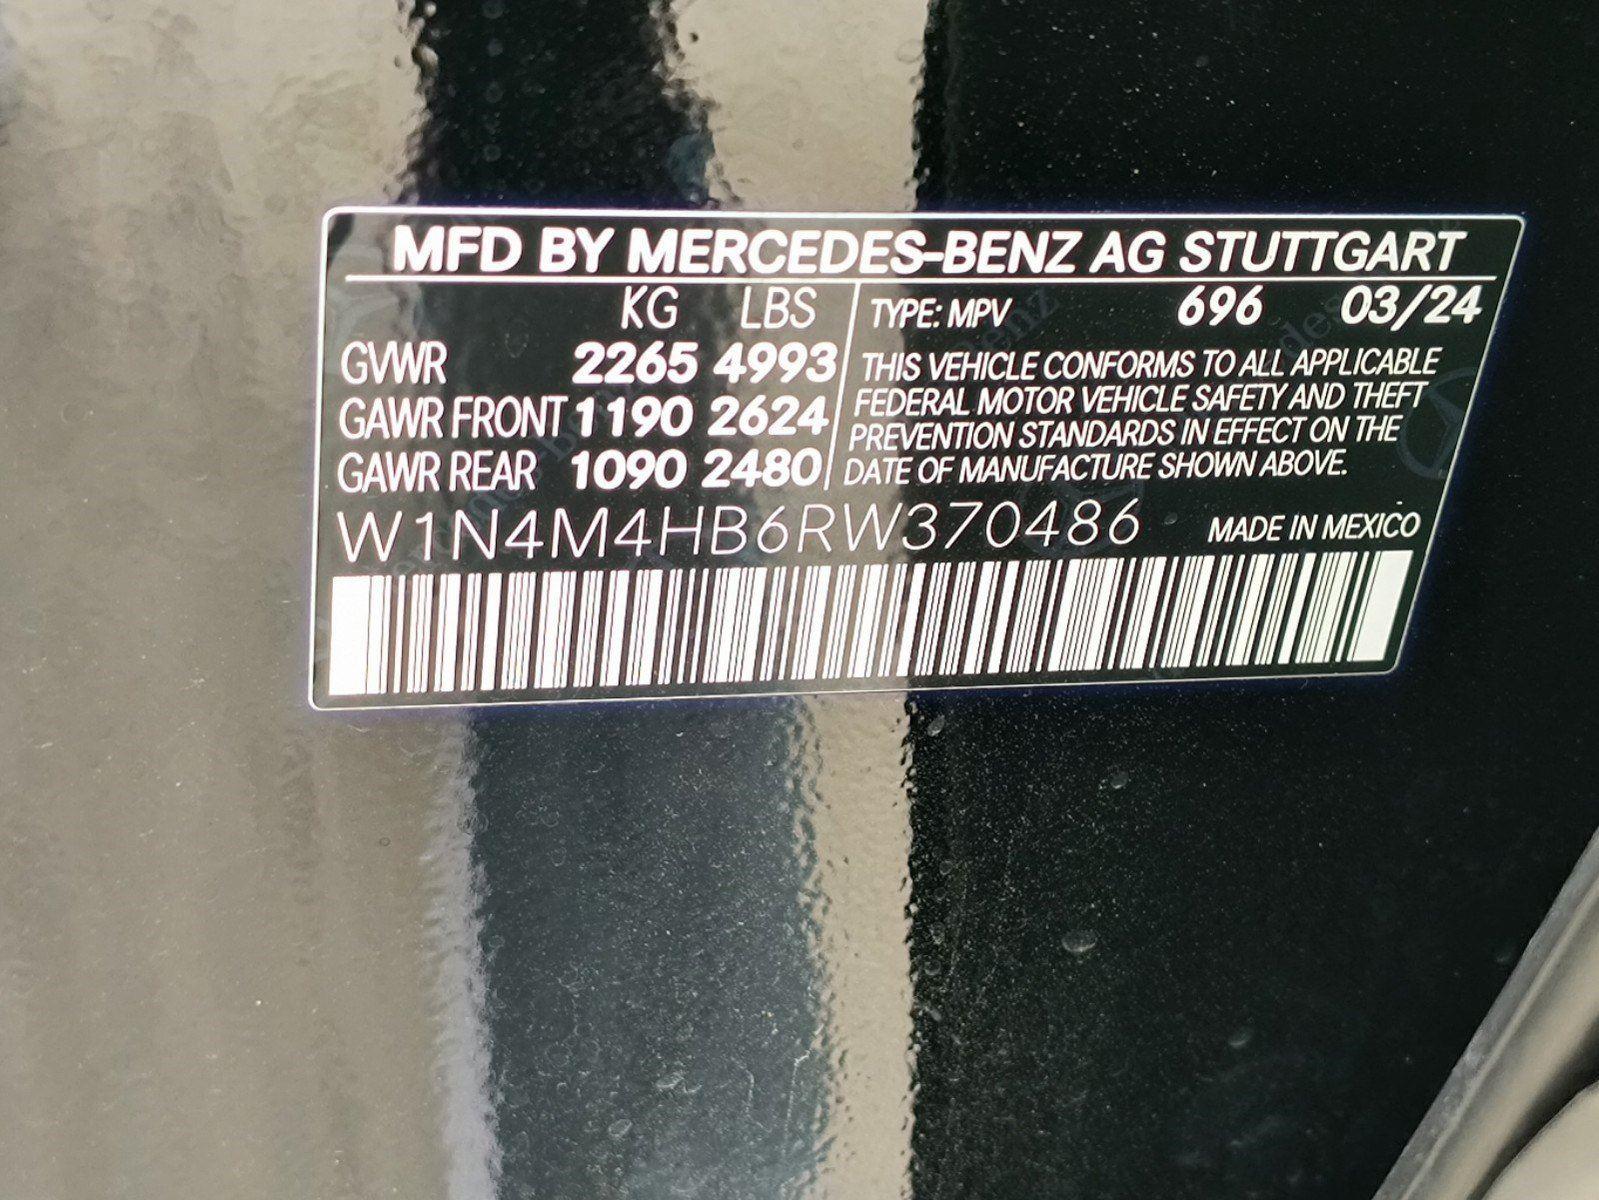 MFD BY MERCEDES-BENZ AG STUTTGART
KG LBS
GVWR 2265 4993
GAWR FRONT 1190 2624
GAWR REAR 1090 2480
TYPE: MPV 696 03/24
THIS VEHICLE CONFORMS TO ALL APPLICABLE
FEDERAL MOTOR VEHICLE SAFETY AND THEFT
PREVENTION STANDARDS IN EFFECT ON THE
DATE OF MANUFACTURE SHOWN ABOVE.
W1N4M4HB6RW370486 MADE IN MEXICO